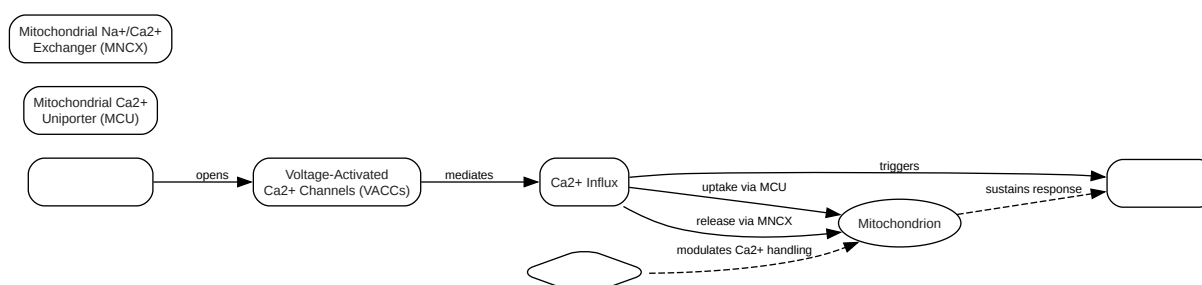 Mitochondrial Na+/Ca2+
Exchanger (MNCX)
Mitochondrial Ca2+
Uniporter (MCU)
opens
Voltage-Activated
Ca2+ Channels (VACCs)
mediates
Ca2+ Influx
triggers
uptake via MCU
sustains response
release via MNCX
Mitochondrion
modulates Ca2+ handling